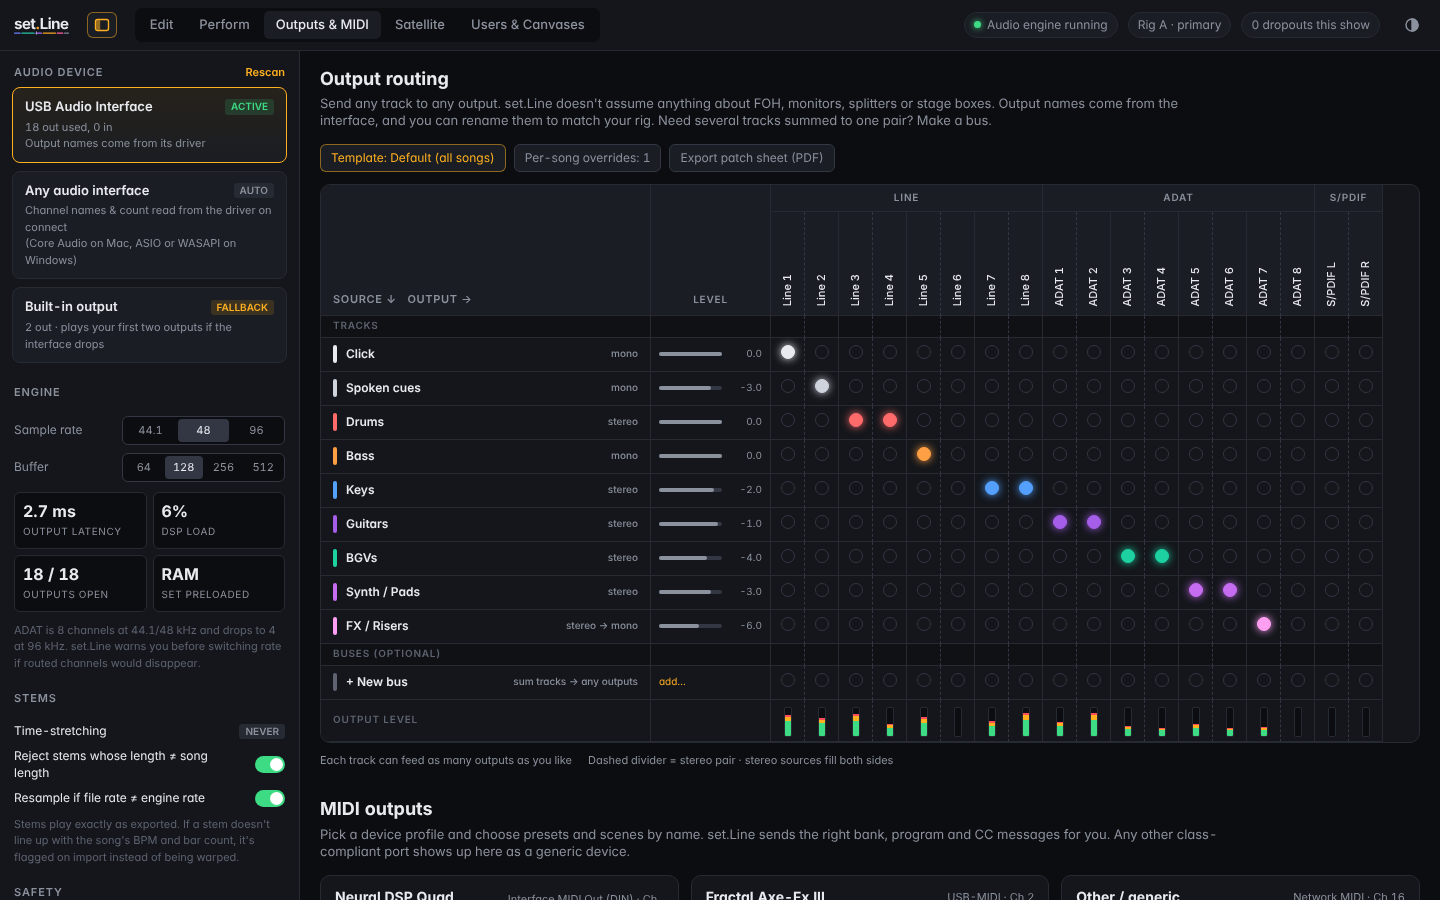 set.Line
Edit
Perform
Outputs & MIDI
Satellite
Users & Canvases
Audio engine running
Rig A · primary
0 dropouts this show
AUDIO DEVICE
Rescan
USB Audio Interface
ACTIVE
18 out used, 0 in
Output names come from its driver
Any audio interface
AUTO
Channel names & count read from the driver on
connect
(Core Audio on Mac, ASIO or WASAPI on
Windows)
Built-in output
FALLBACK
2 out · plays your first two outputs if the
interface drops
ENGINE
Sample rate
44.1
48
96
Buffer
64
128
256
512
2.7 ms
OUTPUT LATENCY
6%
DSP LOAD
18 / 18
OUTPUTS OPEN
RAM
SET PRELOADED
ADAT is 8 channels at 44.1/48 kHz and drops to 4
at 96 kHz. set.Line warns you before switching rate
if routed channels would disappear.
STEMS
Time-stretching
NEVER
Reject stems whose length ≠ song
length
Resample if file rate ≠ engine rate
Stems play exactly as exported. If a stem doesn't
line up with the song's BPM and bar count, it's
flagged on import instead of being warped.
SAFETY
Output routing
Send any track to any output. set.Line doesn't assume anything about FOH, monitors, splitters or stage boxes. Output names come from the
interface, and you can rename them to match your rig. Need several tracks summed to one pair? Make a bus.
Template: Default (all songs)
Per-song overrides: 1
Export patch sheet (PDF)
LINE
ADAT
S/PDIF
SOURCE ↓ OUTPUT →
LEVEL
Line 1
Line 2
Line 3
Line 4
Line 5
Line 6
Line 7
Line 8
ADAT 1
ADAT 2
ADAT 3
ADAT 4
ADAT 5
ADAT 6
ADAT 7
ADAT 8
S/PDIF L
S/PDIF R
TRACKS
Click mono 0.0
Spoken cues mono -3.0
Drums stereo 0.0
Bass mono 0.0
Keys stereo -2.0
Guitars stereo -1.0
BGVs stereo -4.0
Synth / Pads stereo -3.0
FX / Risers stereo → mono -6.0
BUSES (OPTIONAL)
+ New bus sum tracks → any outputs add...
OUTPUT LEVEL
Each track can feed as many outputs as you like
Dashed divider = stereo pair · stereo sources fill both sides
MIDI outputs
Pick a device profile and choose presets and scenes by name. set.Line sends the right bank, program and CC messages for you. Any other class-
compliant port shows up here as a generic device.
Neural DSP Quad
Interface MIDI Out (DIN) · Ch
Fractal Axe-Fx III
USB-MIDI · Ch 2
Other / generic
Network MIDI · Ch 16